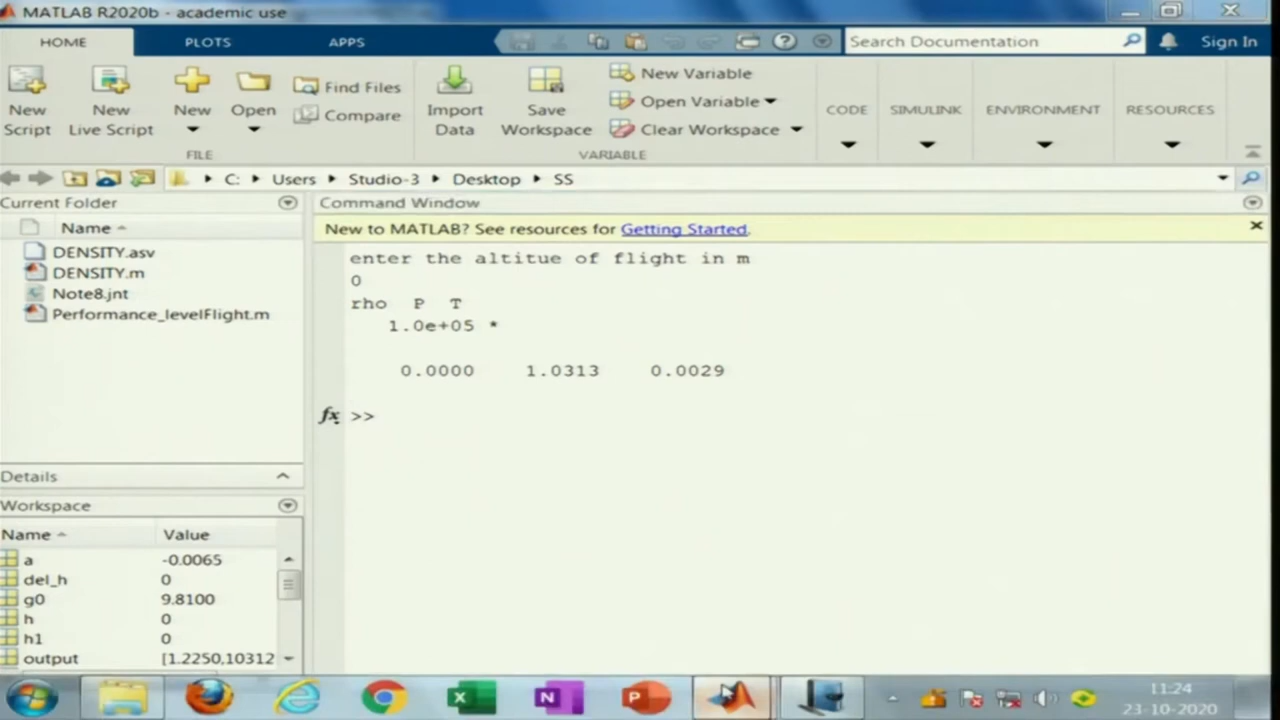 MATLAB R2020b - academic use
HOME PLOTS APPS
Search Documentation
Sign In
New Script
New Live Script
New
Open
Find Files
Compare
FILE
Import Data
Save Workspace
New Variable
Open Variable
Clear Workspace
VARIABLE
CODE
SIMULINK
ENVIRONMENT
RESOURCES
C: Users Studio-3 Desktop SS
Current Folder
Name
DENSITY.asv
DENSITY.m
Note8.jnt
Performance_levelFlight.m
Details
Workspace
Name Value
a -0.0065
del_h 0
g0 9.8100
h 0
h1 0
output [1.2250,10312
Command Window
New to MATLAB? See resources for Getting Started.
enter the altitue of flight in m
0
rho P T
1.0e+05 *
0.0000 1.0313 0.0029
fx >>
11:24
23-10-2020